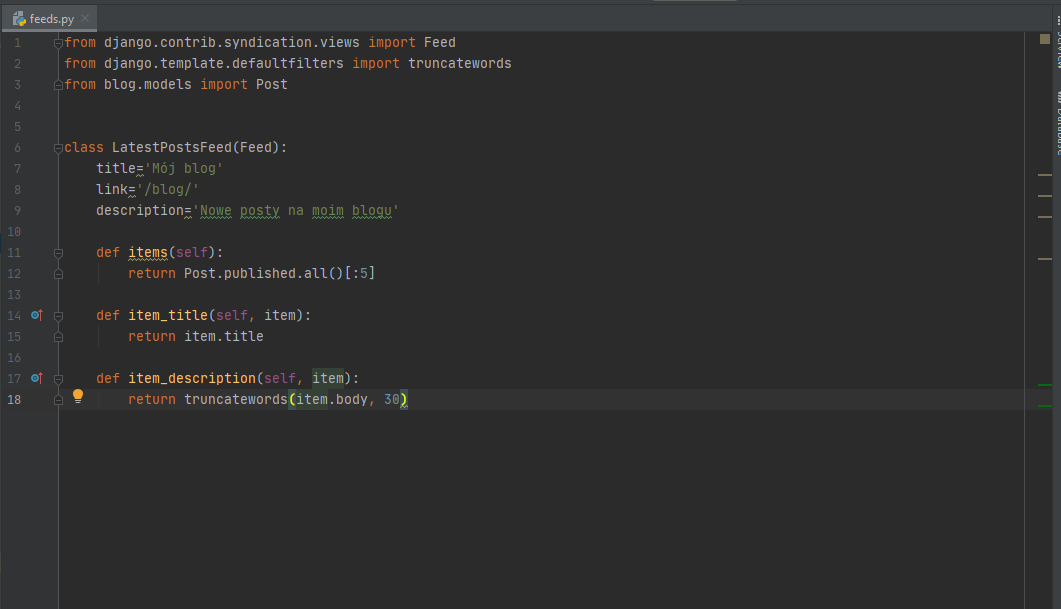 feeds.py
1 from django.contrib.syndication.views import Feed
2 from django.template.defaultfilters import truncatewords
3 from blog.models import Post
4
5
6 class LatestPostsFeed(Feed):
7     title='Mój blog'
8     link='/blog/'
9     description='Nowe posty na moim blogu'
10
11     def items(self):
12         return Post.published.all()[:5]
13
14     def item_title(self, item):
15         return item.title
16
17     def item_description(self, item):
18         return truncatewords(item.body, 30)